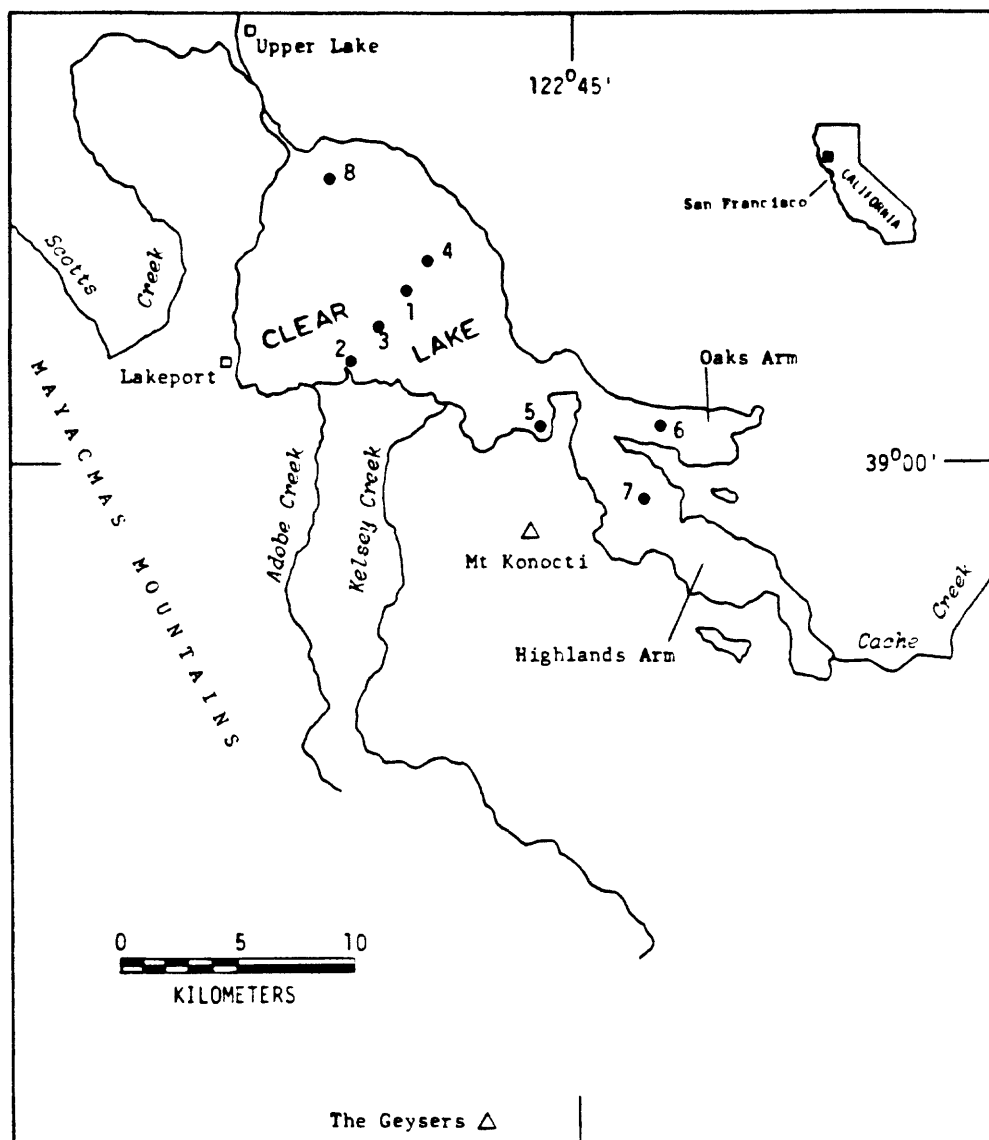 Upper Lake
122°45'
8
San Francisco
CALIFORNIA
4
Scotts
Creek
1
CLEAR
3
LAKE
2
Lakeport
Oaks Arm
5
6
39°00'
MAYACMAS MOUNTAINS
Adobe Creek
Kelsey Creek
7
Mt Konocti
Highlands Arm
Cache
Creek
0 5 10
KILOMETERS
The Geysers